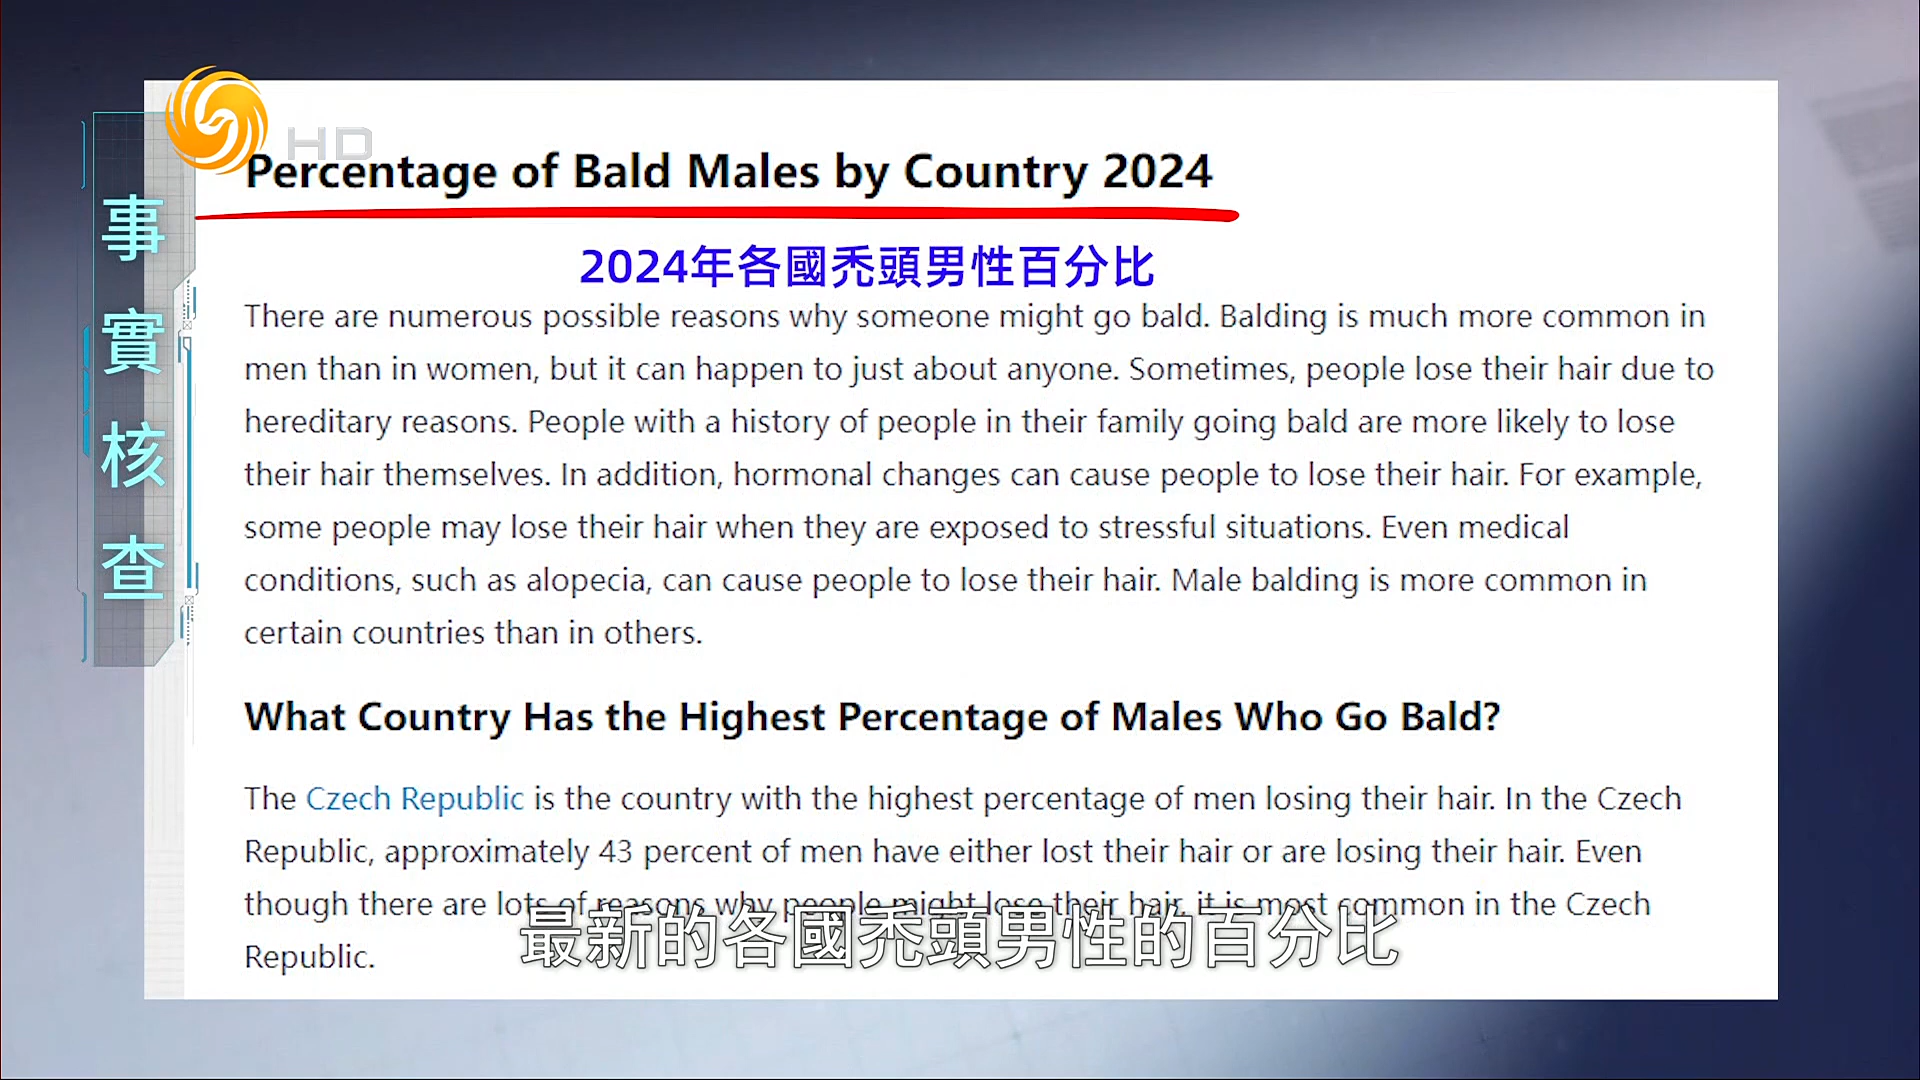 HD
事實核查
Percentage of Bald Males by Country 2024
2024年各國禿頭男性百分比
There are numerous possible reasons why someone might go bald. Balding is much more common in
men than in women, but it can happen to just about anyone. Sometimes, people lose their hair due to
hereditary reasons. People with a history of people in their family going bald are more likely to lose
their hair themselves. In addition, hormonal changes can cause people to lose their hair. For example,
some people may lose their hair when they are exposed to stressful situations. Even medical
conditions, such as alopecia, can cause people to lose their hair. Male balding is more common in
certain countries than in others.
What Country Has the Highest Percentage of Males Who Go Bald?
The Czech Republic is the country with the highest percentage of men losing their hair. In the Czech
Republic, approximately 43 percent of men have either lost their hair or are losing their hair. Even
though there are lots of reasons why people might lose their hair, it is most common in the Czech
Republic.
最新的各國禿頭男性的百分比